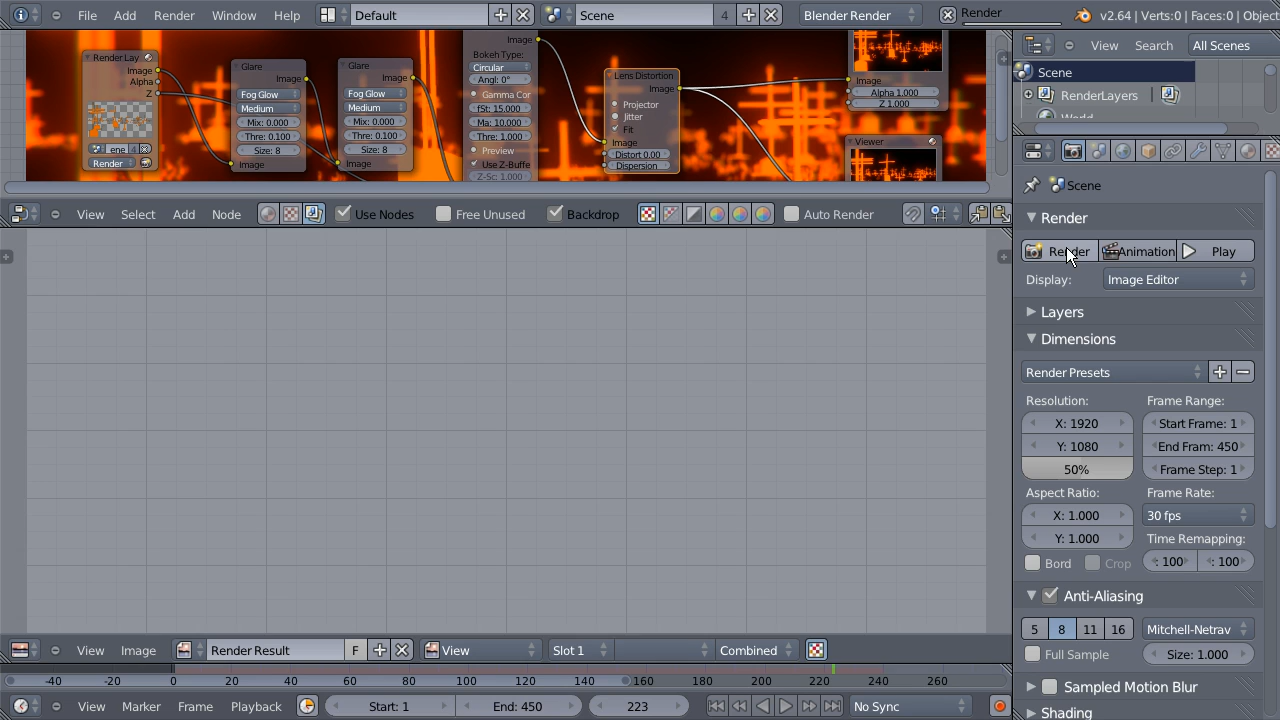 File Add Render Window Help Default Scene 4 Blender Render Render v2.64 | Verts:0 | Faces:0 | Object
View Search All Scenes
Scene
RenderLayers
World
Render Lay
Image
Alpha
Z
ene 4
Render
Glare
Image
Fog Glow
Medium
Mix: 0.000
Thre: 0.100
Size: 8
Image
Glare
Image
Fog Glow
Medium
Mix: 0.000
Thre: 0.100
Size: 8
Image
Image
Bokeh Type:
Circular
Angl: 0°
Gamma Cor
fSt: 15.000
Ma: 10.000
Thre: 1.000
Preview
Use Z-Buffe
Z-Sc: 1.000
Lens Distortion
Image
Projector
Jitter
Fit
Image
Distort 0.00
Dispersion
Image
Alpha 1.000
Z 1.000
Viewer
View Select Add Node Use Nodes Free Unused Backdrop Auto Render
Scene
Render
Render Animation Play
Display: Image Editor
Layers
Dimensions
Render Presets
Resolution: Frame Range:
X: 1920 Start Frame: 1
Y: 1080 End Fram: 450
50% Frame Step: 1
Aspect Ratio: Frame Rate:
X: 1.000 30 fps
Y: 1.000 Time Remapping:
Bord Crop : 100 : 100
Anti-Aliasing
5 8 11 16 Mitchell-Netrav
Full Sample Size: 1.000
Sampled Motion Blur
Shading
View Image Render Result F View Slot 1 Combined
-40 -20 0 20 40 60 80 100 120 140 160 180 200 220 240 260
View Marker Frame Playback Start: 1 End: 450 223 No Sync